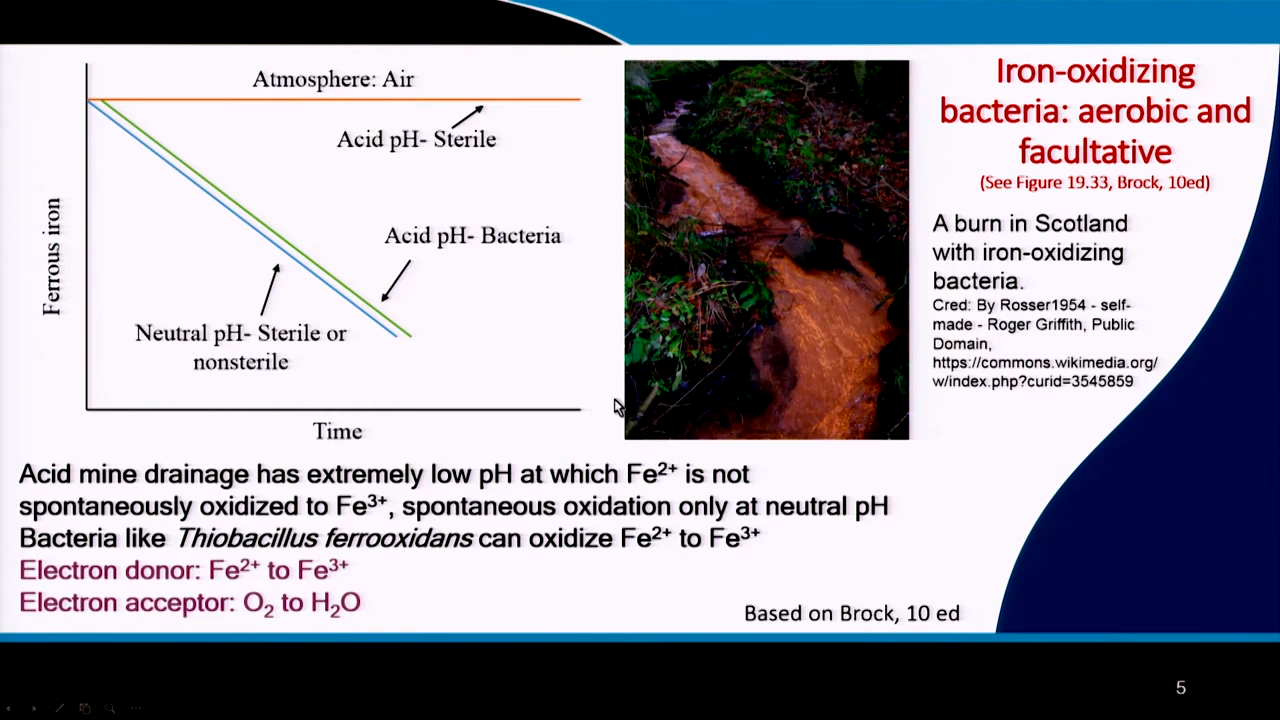 Atmosphere: Air
Acid pH- Sterile
Acid pH- Bacteria
Neutral pH- Sterile or
nonsterile
Ferrous iron
Time
Iron-oxidizing
bacteria: aerobic and
facultative
(See Figure 19.33, Brock, 10ed)
A burn in Scotland
with iron-oxidizing
bacteria.
Cred: By Rosser1954 - self-
made - Roger Griffith, Public
Domain,
https://commons.wikimedia.org/
w/index.php?curid=3545859
Acid mine drainage has extremely low pH at which Fe²⁺ is not
spontaneously oxidized to Fe³⁺, spontaneous oxidation only at neutral pH
Bacteria like Thiobacillus ferrooxidans can oxidize Fe²⁺ to Fe³⁺
Electron donor: Fe²⁺ to Fe³⁺
Electron acceptor: O₂ to H₂O
Based on Brock, 10 ed
5